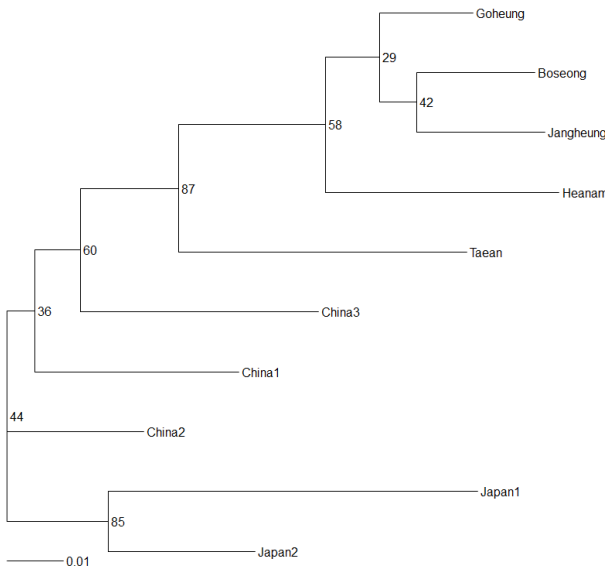 Goheung
29
Boseong
42
58
Jangheung
87
Heanam
60
Taean
36
China3
China1
44
China2
Japan1
85
Japan2
0.01